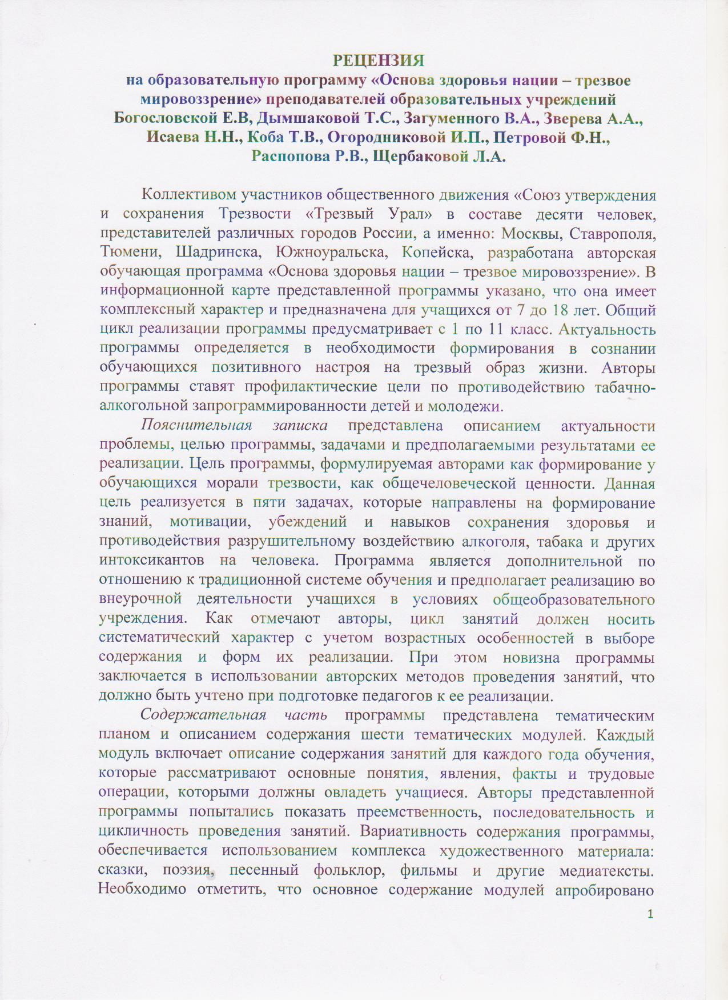 РЕЦЕНЗИЯ
на образовательную программу «Основа здоровья нации – трезвое
мировоззрение» преподавателей образовательных учреждений
Богословской Е.В, Дымшаковой Т.С., Загуменного В.А., Зверева А.А.,
Исаева Н.Н., Коба Т.В., Огородниковой И.П., Петровой Ф.Н.,
Распопова Р.В., Щербаковой Л.А.
Коллективом участников общественного движения «Союз утверждения
и сохранения Трезвости «Трезвый Урал» в составе десяти человек,
представителей различных городов России, а именно: Москвы, Ставрополя,
Тюмени, Шадринска, Южноуральска, Копейска, разработана авторская
обучающая программа «Основа здоровья нации – трезвое мировоззрение». В
информационной карте представленной программы указано, что она имеет
комплексный характер и предназначена для учащихся от 7 до 18 лет. Общий
цикл реализации программы предусматривает с 1 по 11 класс. Актуальность
программы определяется в необходимости формирования в сознании
обучающихся позитивного настроя на трезвый образ жизни. Авторы
программы ставят профилактические цели по противодействию табачно-
алкогольной запрограммированности детей и молодежи.
Пояснительная записка представлена описанием актуальности
проблемы, целью программы, задачами и предполагаемыми результатами ее
реализации. Цель программы, формулируемая авторами как формирование у
обучающихся морали трезвости, как общечеловеческой ценности. Данная
цель реализуется в пяти задачах, которые направлены на формирование
знаний, мотивации, убеждений и навыков сохранения здоровья и
противодействия разрушительному воздействию алкоголя, табака и других
интоксикантов на человека. Программа является дополнительной по
отношению к традиционной системе обучения и предполагает реализацию во
внеурочной деятельности учащихся в условиях общеобразовательного
учреждения. Как отмечают авторы, цикл занятий должен носить
систематический характер с учетом возрастных особенностей в выборе
содержания и форм их реализации. При этом новизна программы
заключается в использовании авторских методов проведения занятий, что
должно быть учтено при подготовке педагогов к ее реализации.
Содержательная часть программы представлена тематическим
планом и описанием содержания шести тематических модулей. Каждый
модуль включает описание содержания занятий для каждого года обучения,
которые рассматривают основные понятия, явления, факты и трудовые
операции, которыми должны овладеть учащиеся. Авторы представленной
программы попытались показать преемственность, последовательность и
цикличность проведения занятий. Вариативность содержания программы,
обеспечивается использованием комплекса художественного материала:
сказки, поэзия, песенный фольклор, фильмы и другие медиатексты.
Необходимо отметить, что основное содержание модулей апробировано
1